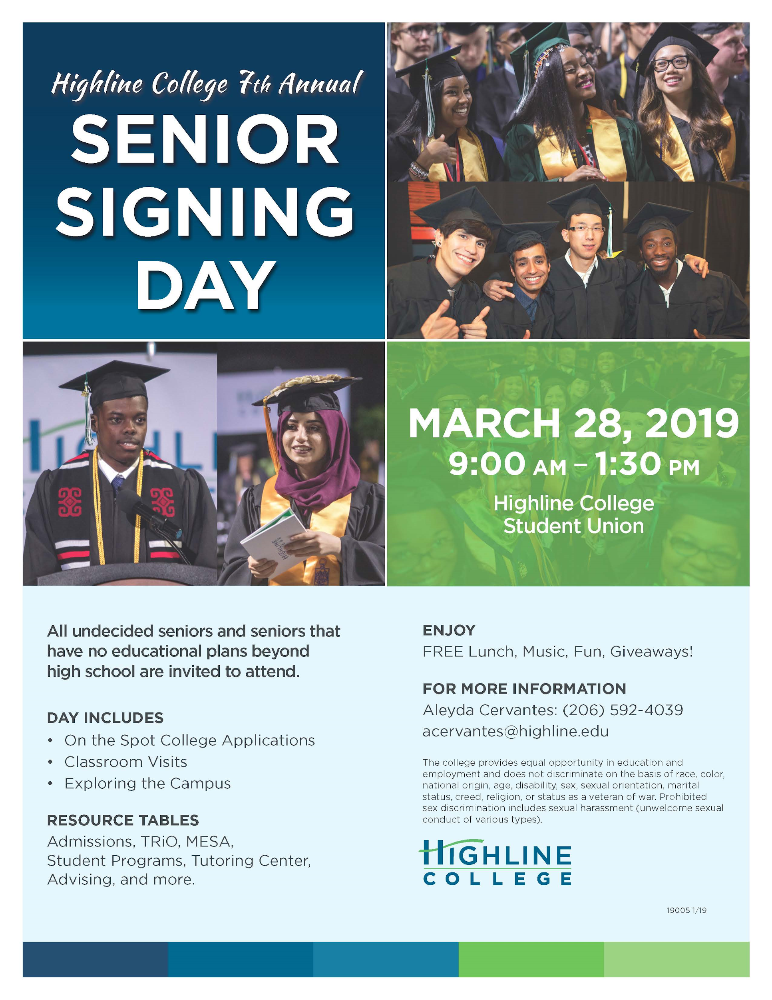 Highline College 7th Annual
SENIOR
SIGNING
DAY
HIGHLI
HIGHLINE
MARCH 28, 2019
9:00 AM – 1:30 PM
Highline College
Student Union
All undecided seniors and seniors that
have no educational plans beyond
high school are invited to attend.
DAY INCLUDES
• On the Spot College Applications
• Classroom Visits
• Exploring the Campus
RESOURCE TABLES
Admissions, TRiO, MESA,
Student Programs, Tutoring Center,
Advising, and more.
ENJOY
FREE Lunch, Music, Fun, Giveaways!
FOR MORE INFORMATION
Aleyda Cervantes: (206) 592-4039
acervantes@highline.edu
The college provides equal opportunity in education and
employment and does not discriminate on the basis of race, color,
national origin, age, disability, sex, sexual orientation, marital
status, creed, religion, or status as a veteran of war. Prohibited
sex discrimination includes sexual harassment (unwelcome sexual
conduct of various types).
HIGHLINE
COLLEGE
19005 1/19